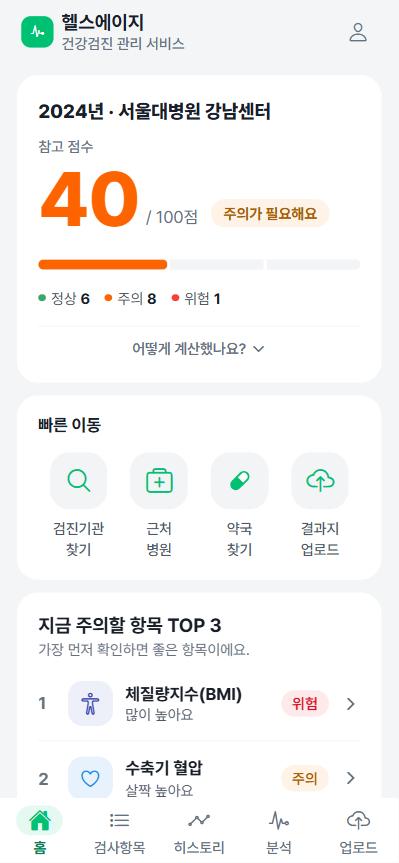 헬스에이지
건강검진 관리 서비스
2024년 · 서울대병원 강남센터
참고 점수
40 / 100점 주의가 필요해요
정상 6 주의 8 위험 1
어떻게 계산했나요?
빠른 이동
검진기관 찾기
근처 병원
약국 찾기
결과지 업로드
지금 주의할 항목 TOP 3
가장 먼저 확인하면 좋은 항목이에요.
1 체질량지수(BMI) 위험
많이 높아요
2 수축기 혈압 주의
살짝 높아요
홈 검사항목 히스토리 분석 업로드